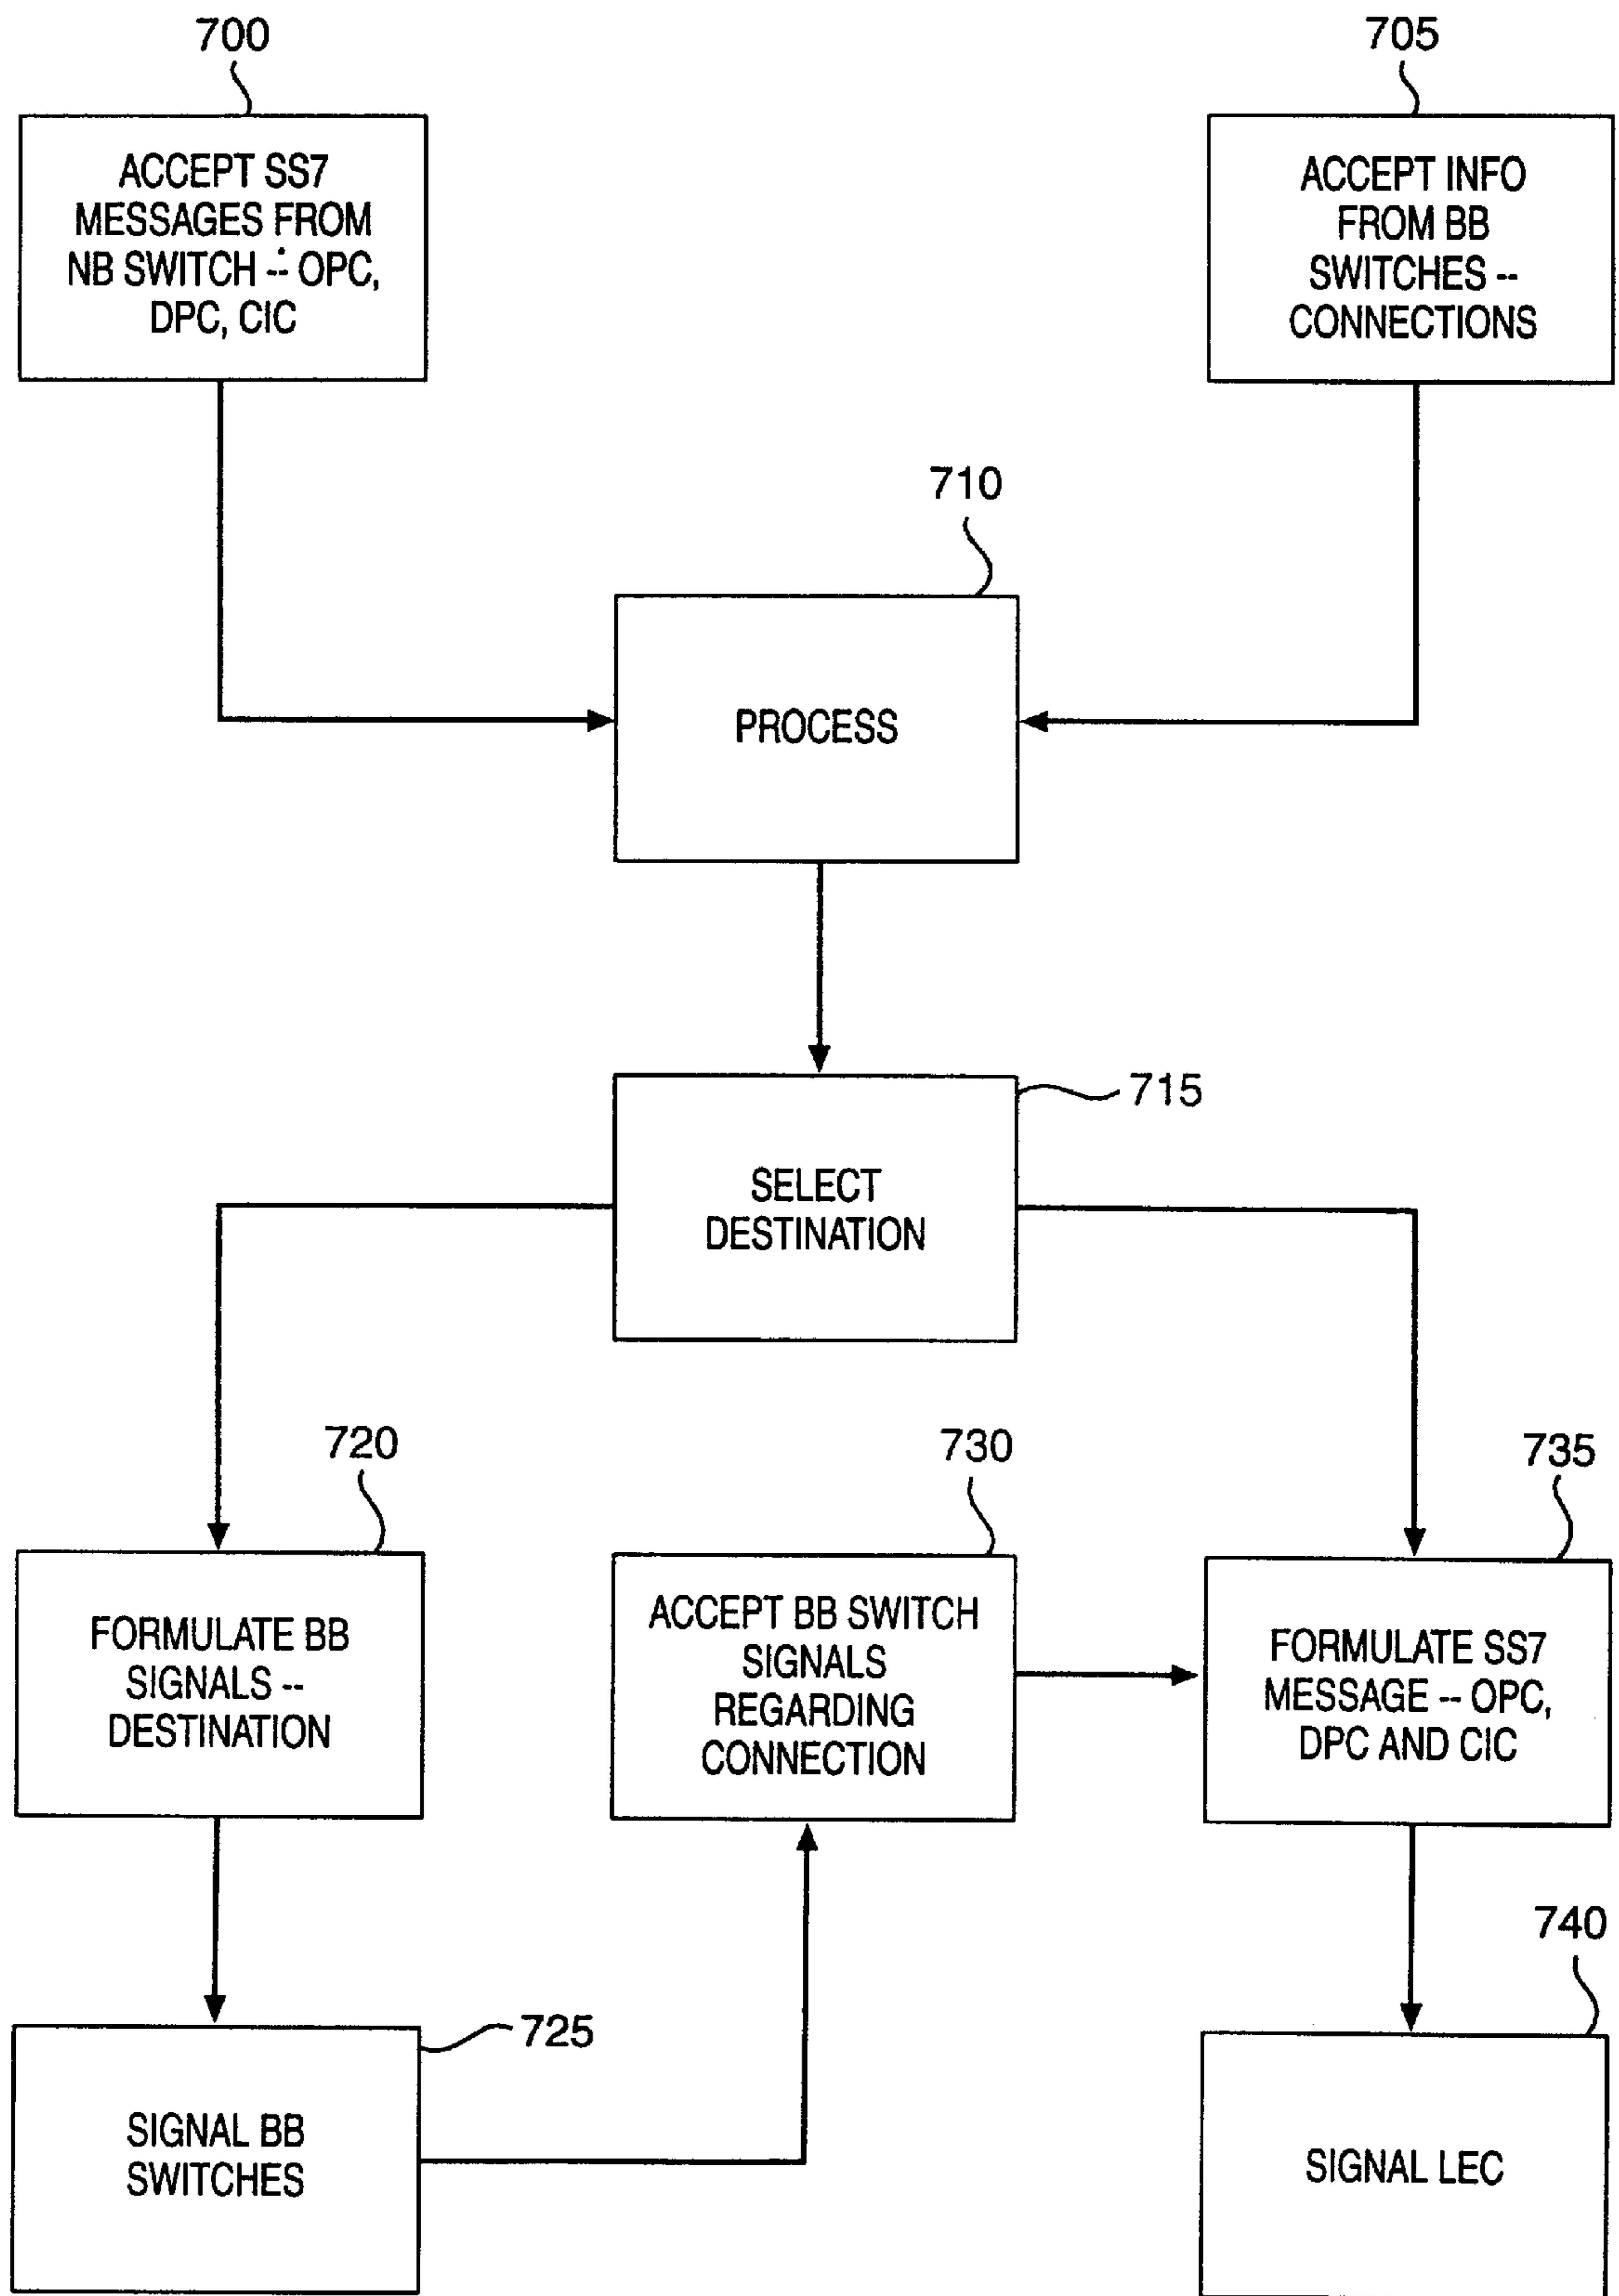 700
705
ACCEPT SS7
MESSAGES FROM
NB SWITCH -- OPC,
DPC, CIC
ACCEPT INFO
FROM BB
SWITCHES --
CONNECTIONS
710
PROCESS
715
SELECT
DESTINATION
720
730
735
FORMULATE BB
SIGNALS --
DESTINATION
ACCEPT BB SWITCH
SIGNALS
REGARDING
CONNECTION
FORMULATE SS7
MESSAGE -- OPC,
DPC AND CIC
725
740
SIGNAL BB
SWITCHES
SIGNAL LEC